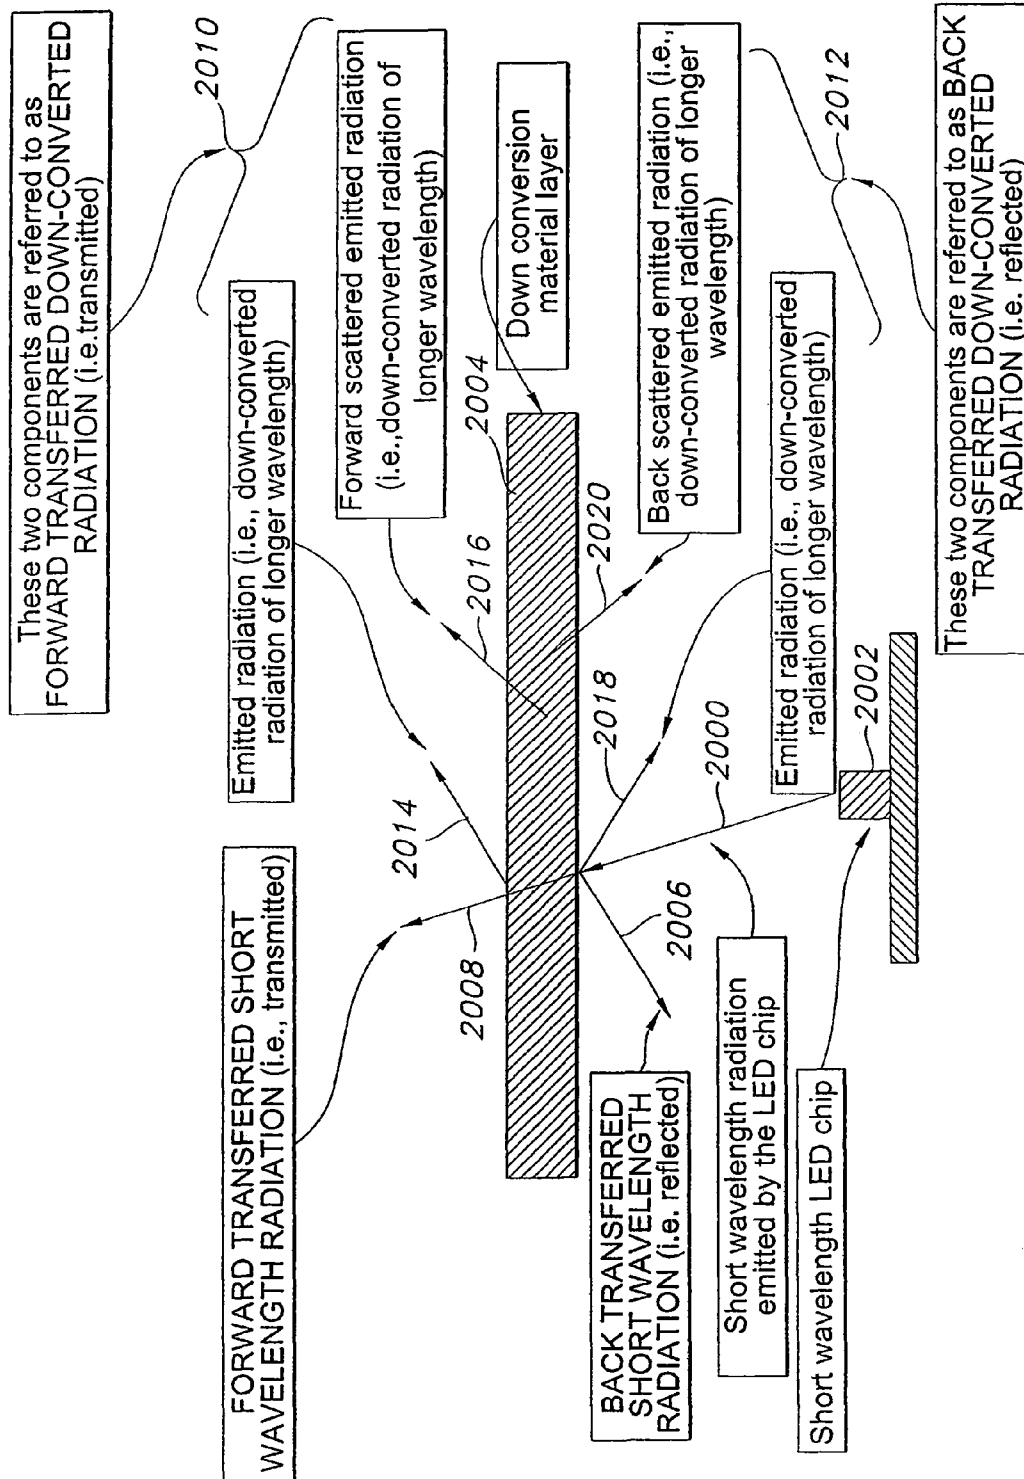 These two components are referred to as
FORWARD TRANSFERRED DOWN-CONVERTED
RADIATION (i.e.transmitted)
2010
FORWARD TRANSFERRED SHORT
WAVELENGTH RADIATION (i.e., transmitted)
Emitted radiation (i.e., down-converted
radiation of longer wavelength)
Forward scattered emitted radiation
(i.e.,down-converted radiation of
longer wavelength)
2008
2014
2016
2004
Down conversion
material layer
BACK TRANSFERRED
SHORT WAVELENGTH
RADIATION (i.e. reflected)
2006
2018
2020
Back scattered emitted radiation (i.e.,
down-converted radiation of longer
wavelength)
Short wavelength radiation
emitted by the LED chip
2000
Emitted radiation (i.e., down-converted
radiation of longer wavelength)
2012
Short wavelength LED chip
2002
These two components are referred to as BACK
TRANSFERRED DOWN-CONVERTED
RADIATION (i.e. reflected)